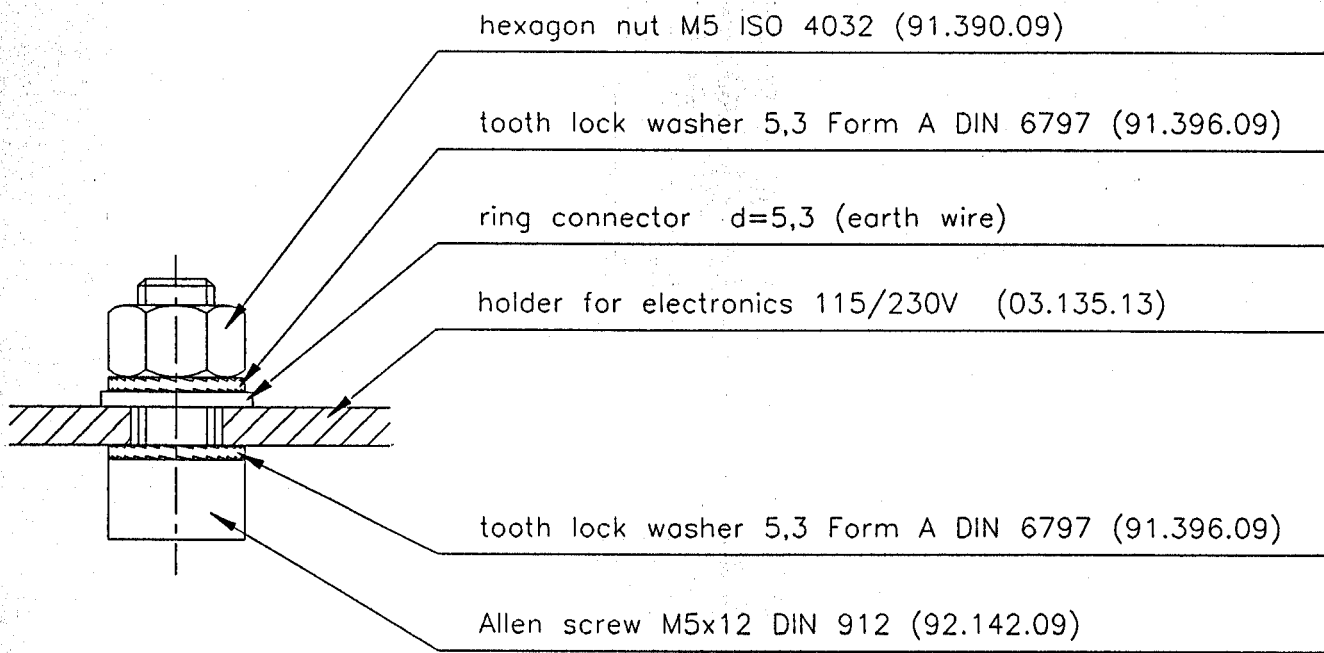 hexagon nut M5 ISO 4032 (91.390.09)
tooth lock washer 5,3 Form A DIN 6797 (91.396.09)
ring connector d=5,3 (earth wire)
holder for electronics 115/230V (03.135.13)
tooth lock washer 5,3 Form A DIN 6797 (91.396.09)
Allen screw M5x12 DIN 912 (92.142.09)